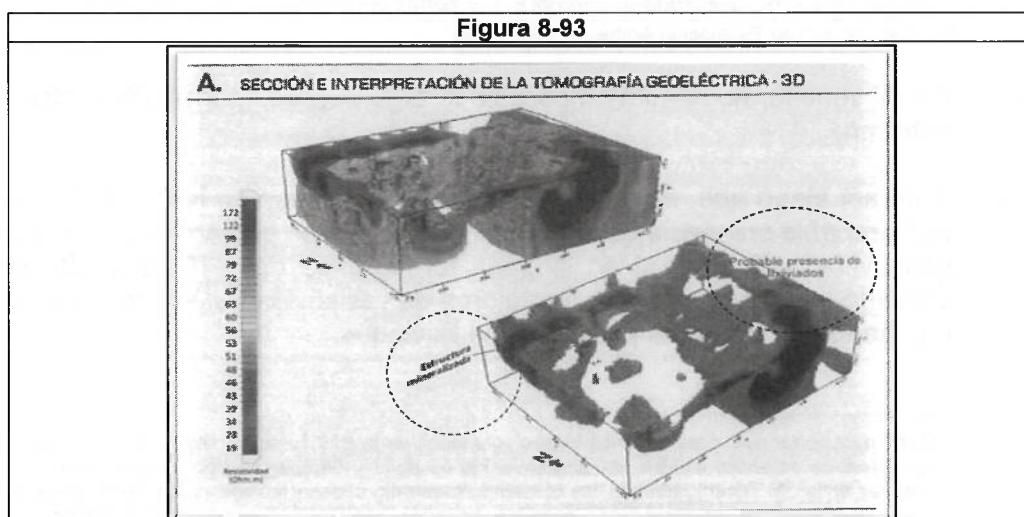 Figura 8-93
A. SECCIÓN E INTERPRETACIÓN DE LA TOMOGRAFÍA GEOELÉCTRICA - 3D
172
122
99
87
79
72
67
63
60
56
53
51
48
46
43
39
34
28
19
Resistividad
(Ohm.m)
Probable presencia de
lixiviados
Estructura
mineralizada